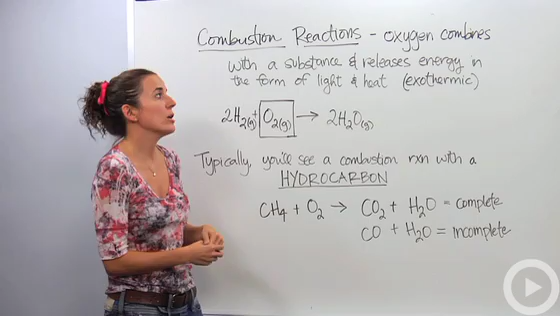 Combustion Reactions - oxygen combines
with a substance & releases energy in
the form of light & heat (exothermic)
2H₂(g) + O₂(g) → 2H₂O(g)
Typically, you'll see a combustion rxn with a
HYDROCARBON
CH₄ + O₂ → CO₂ + H₂O = complete
CO + H₂O = incomplete